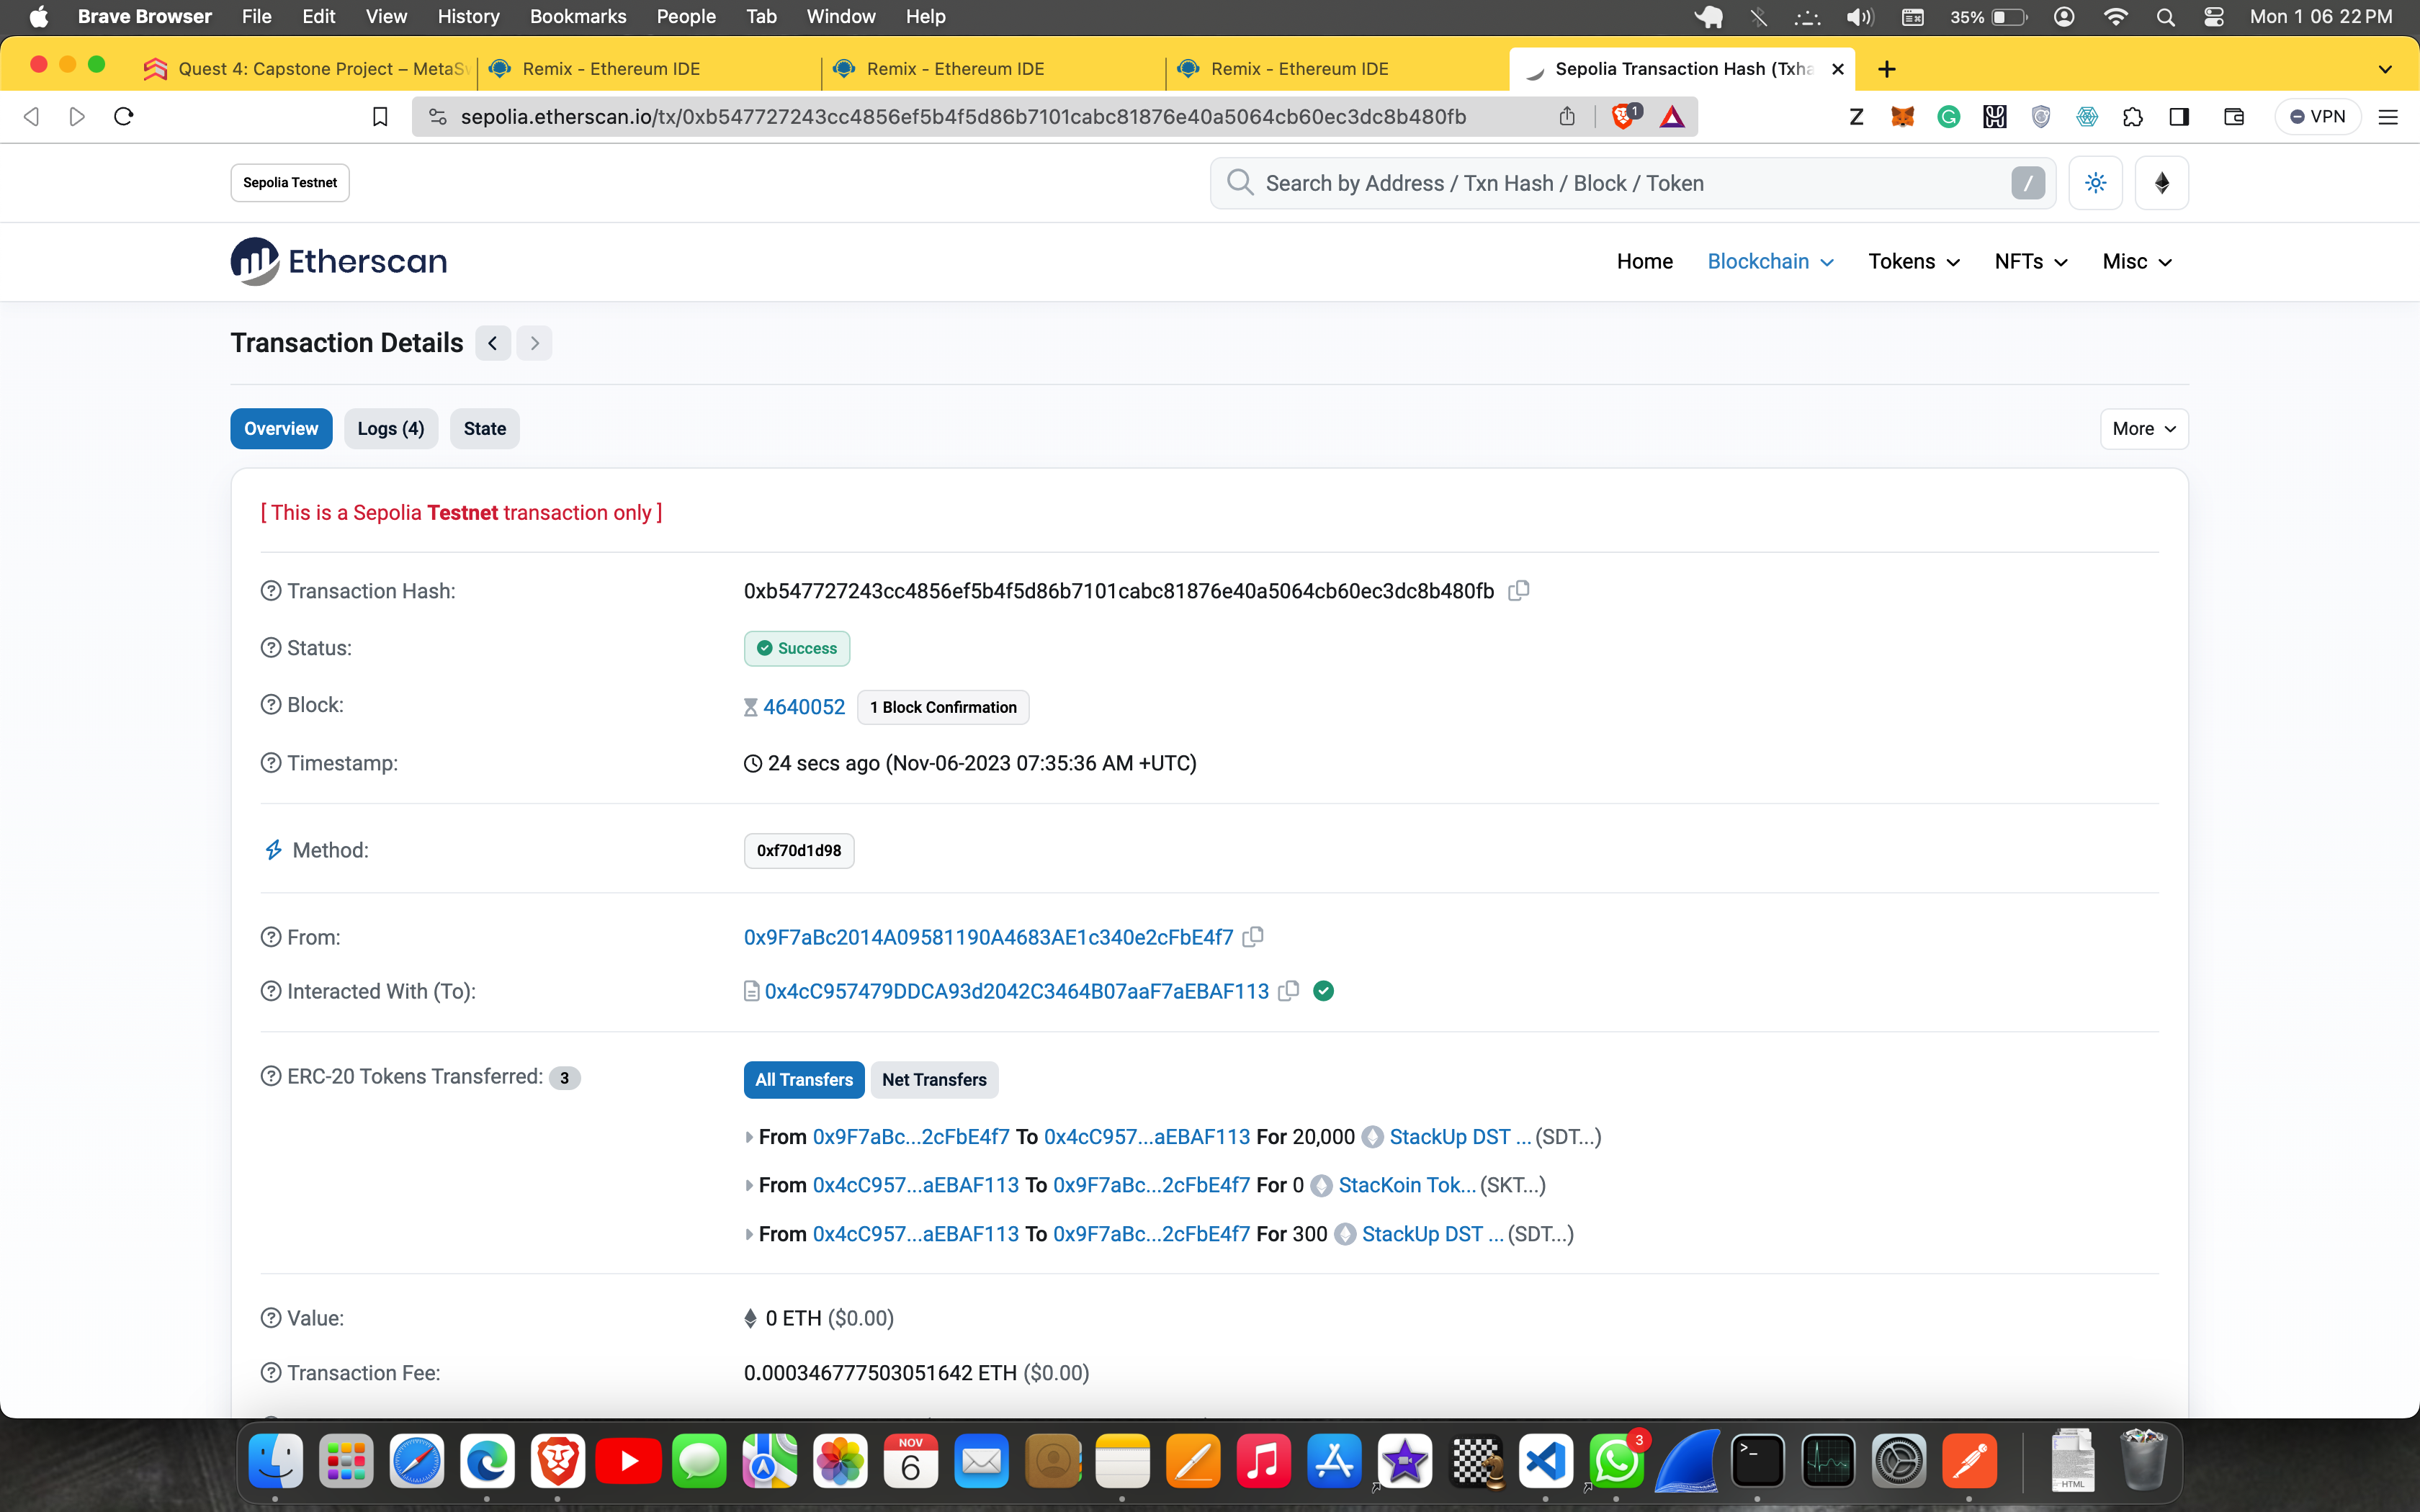 Brave Browser File Edit View History Bookmarks People Tab Window Help 35% Mon 1 06 22 PM
Quest 4: Capstone Project – MetaSw Remix - Ethereum IDE Remix - Ethereum IDE Remix - Ethereum IDE Sepolia Transaction Hash (Txha
sepolia.etherscan.io/tx/0xb547727243cc4856ef5b4f5d86b7101cabc81876e40a5064cb60ec3dc8b480fb 1 Z VPN
Sepolia Testnet Search by Address / Txn Hash / Block / Token /
Etherscan Home Blockchain Tokens NFTs Misc
Transaction Details
Overview Logs (4) State More
[ This is a Sepolia Testnet transaction only ]
Transaction Hash: 0xb547727243cc4856ef5b4f5d86b7101cabc81876e40a5064cb60ec3dc8b480fb
Status: Success
Block: 4640052 1 Block Confirmation
Timestamp: 24 secs ago (Nov-06-2023 07:35:36 AM +UTC)
Method: 0xf70d1d98
From: 0x9F7aBc2014A09581190A4683AE1c340e2cFbE4f7
Interacted With (To): 0x4cC957479DDCA93d2042C3464B07aaF7aEBAF113
ERC-20 Tokens Transferred: 3 All Transfers Net Transfers
From 0x9F7aBc...2cFbE4f7 To 0x4cC957...aEBAF113 For 20,000 StackUp DST ... (SDT...)
From 0x4cC957...aEBAF113 To 0x9F7aBc...2cFbE4f7 For 0 StacKoin Tok... (SKT...)
From 0x4cC957...aEBAF113 To 0x9F7aBc...2cFbE4f7 For 300 StackUp DST ... (SDT...)
Value: 0 ETH ($0.00)
Transaction Fee: 0.000346777503051642 ETH ($0.00)
NOV
6
3
HTML